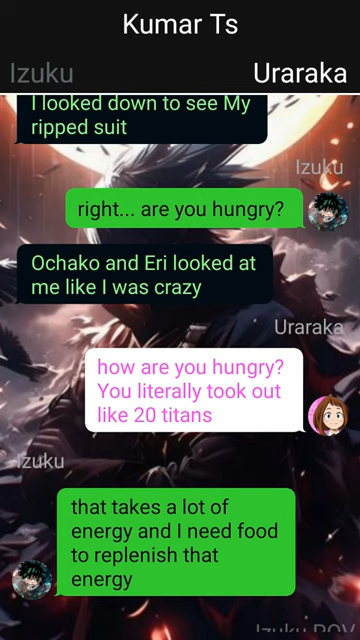 Kumar Ts
Izuku
Uraraka
I looked down to see My
ripped suit
Izuku
right... are you hungry?
Ochako and Eri looked at
me like I was crazy
Uraraka
how are you hungry?
You literally took out
like 20 titans
Izuku
that takes a lot of
energy and I need food
to replenish that
energy
Izuku POV